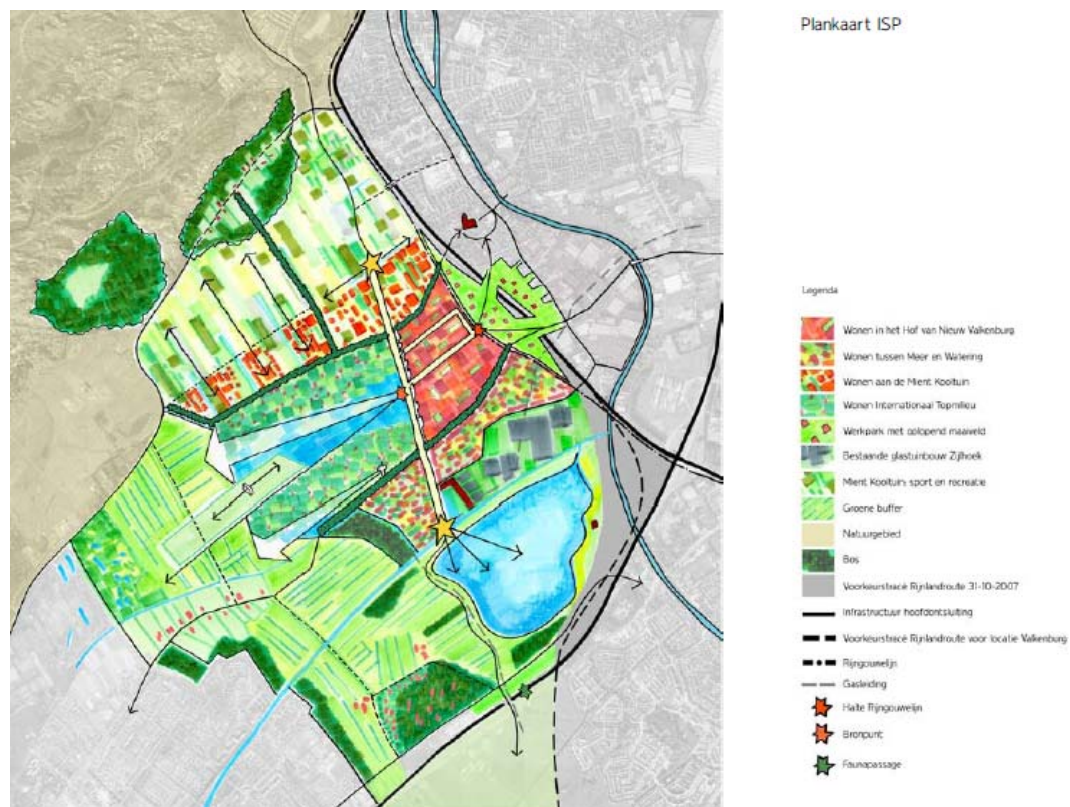 Plankaart ISP
Legenda
Wonen in het Hof van Nieuw Valkenburg
Wonen tussen Meer en Watering
Wonen aan de Mient Kooltuin
Wonen Internationaal Topmilieu
Werkpark met oplopend maaiveld
Bestaande glastuinbouw Zijlhoek
Mient Kooltuin: sport en recreatie
Groene buffer
Natuurgebied
Bos
Voorkeurstracé Rijnlandroute 31-10-2007
Infrastructuur hoofdontsluiting
Voorkeurstracé Rijnlandroute voor locatie Valkenburg
Rijngouwelijn
Gasleiding
Halte Rijngouwelijn
Bronpunt
Faunapassage